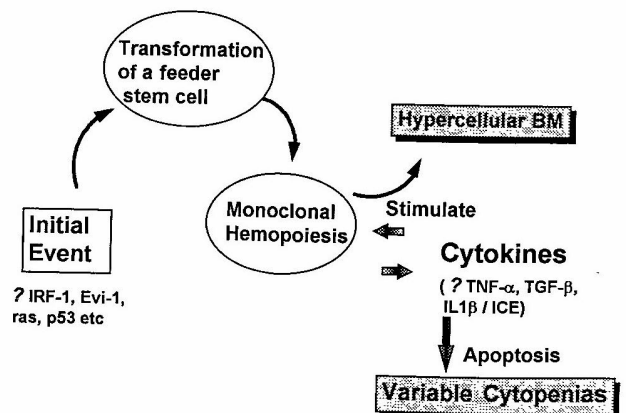 Transformation
of a feeder
stem cell
Hypercellular BM
Monoclonal
Hemopoiesis
Stimulate
Initial
Event
? IRF-1, Evi-1,
ras, p53 etc
Cytokines
( ? TNF-α, TGF-β,
IL1β / ICE)
Apoptosis
Variable Cytopenias